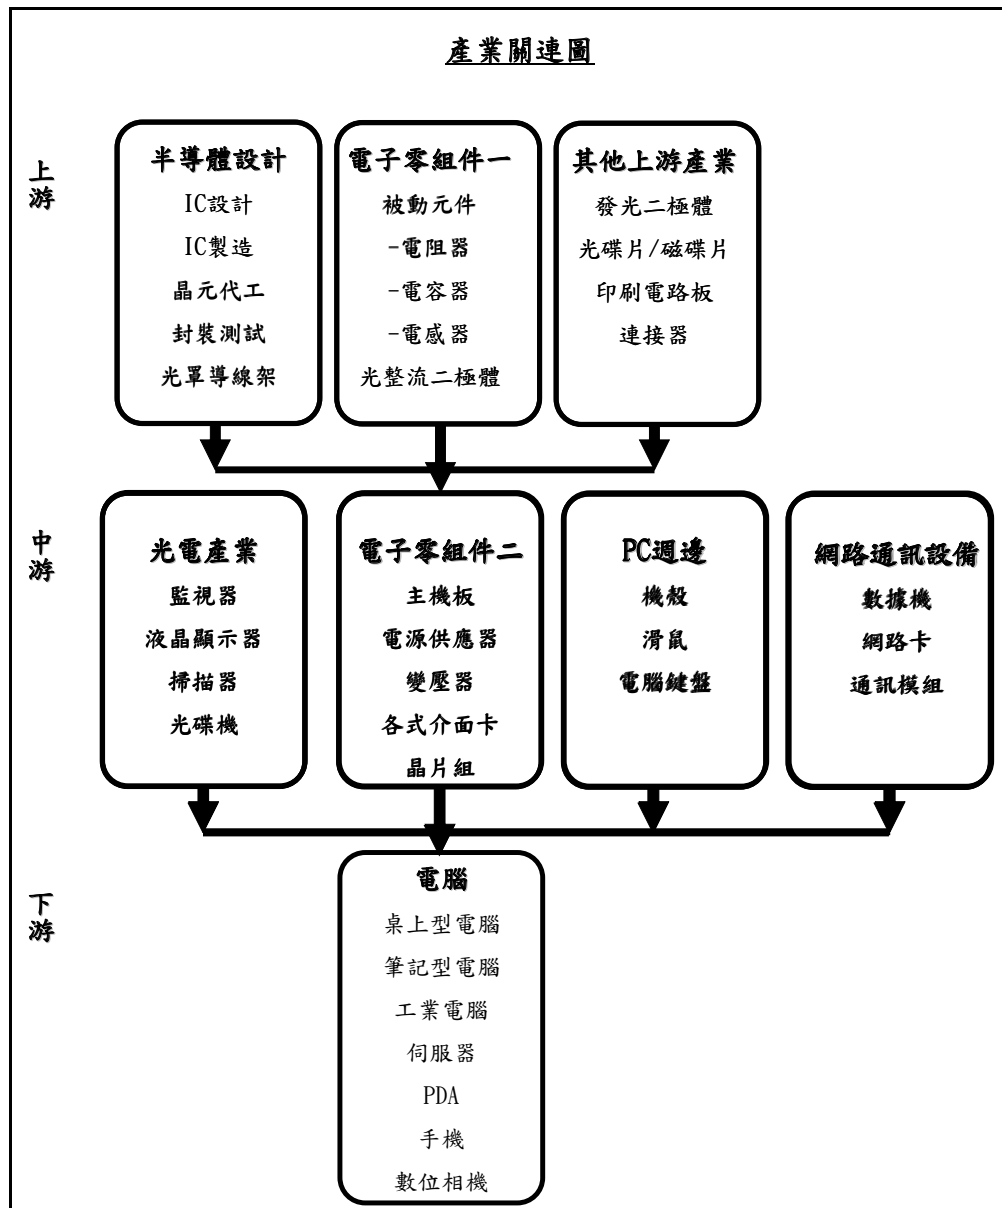 產業關連圖
上游
半導體設計
IC設計
IC製造
晶元代工
封裝測試
光罩導線架
電子零組件一
被動元件
-電阻器
-電容器
-電感器
光整流二極體
其他上游產業
發光二極體
光碟片/磁碟片
印刷電路板
連接器
中游
光電產業
監視器
液晶顯示器
掃描器
光碟機
電子零組件二
主機板
電源供應器
變壓器
各式介面卡
晶片組
PC週邊
機殼
滑鼠
電腦鍵盤
網路通訊設備
數據機
網路卡
通訊模組
下游
電腦
桌上型電腦
筆記型電腦
工業電腦
伺服器
PDA
手機
數位相機